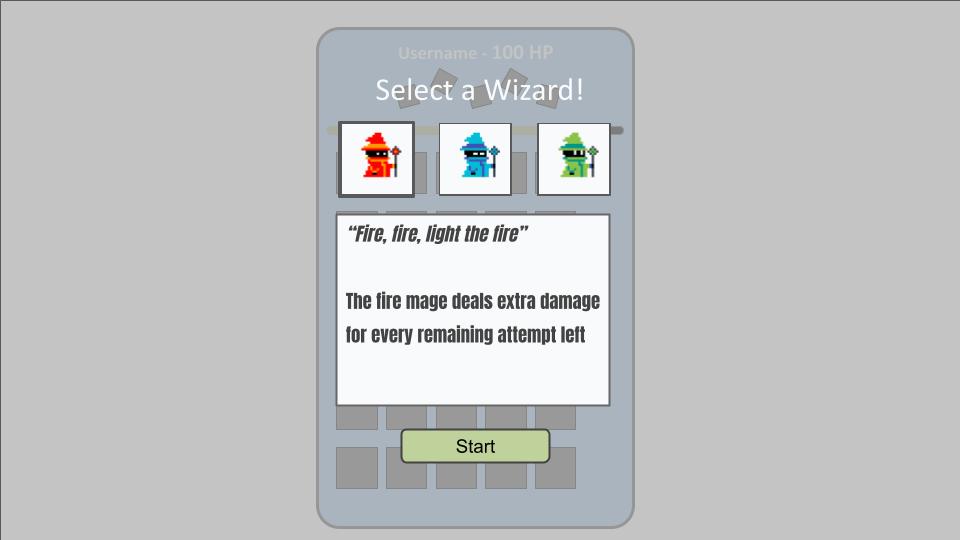 Username - 100 HP
Select a Wizard!
“Fire, fire, light the fire”
The fire mage deals extra damage
for every remaining attempt left
Start